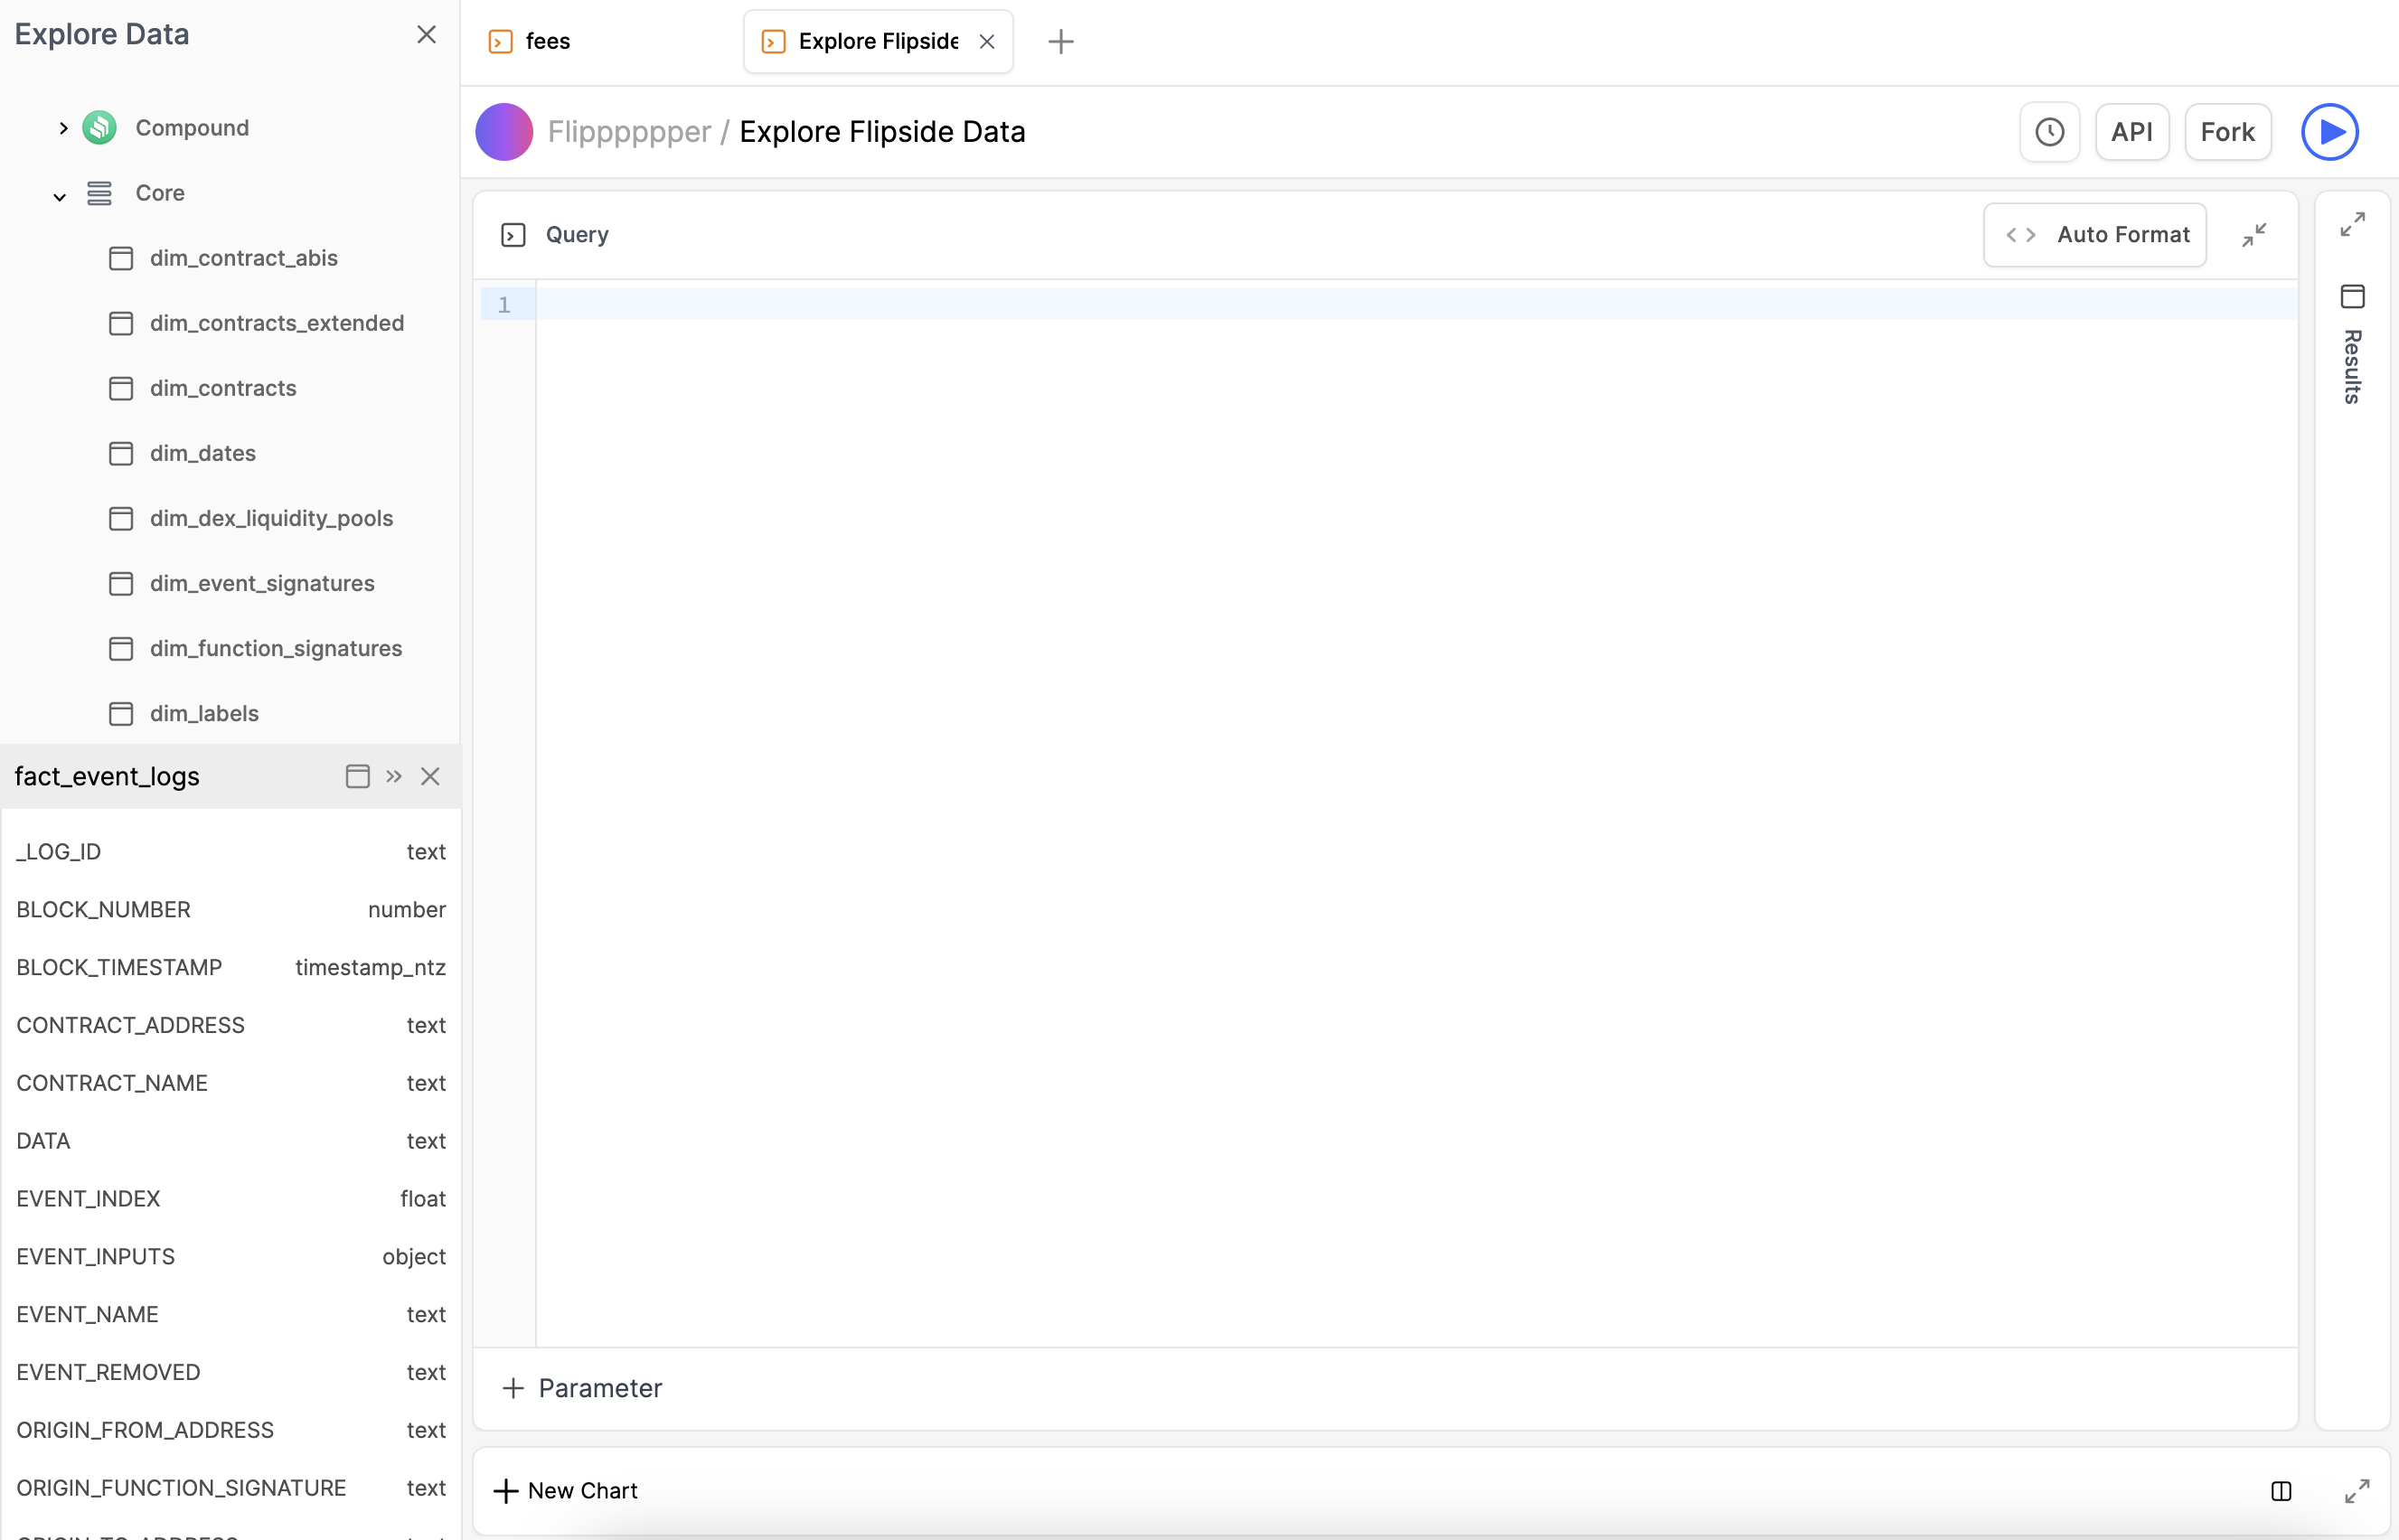 Explore Data
Compound
Core
dim_contract_abis
dim_contracts_extended
dim_contracts
dim_dates
dim_dex_liquidity_pools
dim_event_signatures
dim_function_signatures
dim_labels
fact_event_logs
_LOG_ID text
BLOCK_NUMBER number
BLOCK_TIMESTAMP timestamp_ntz
CONTRACT_ADDRESS text
CONTRACT_NAME text
DATA text
EVENT_INDEX float
EVENT_INPUTS object
EVENT_NAME text
EVENT_REMOVED text
ORIGIN_FROM_ADDRESS text
ORIGIN_FUNCTION_SIGNATURE text
ORIGIN_TO_ADDRESS text
fees
Explore Flipside
Flipppppper / Explore Flipside Data
API
Fork
Query
< > Auto Format
1
Parameter
New Chart
Results